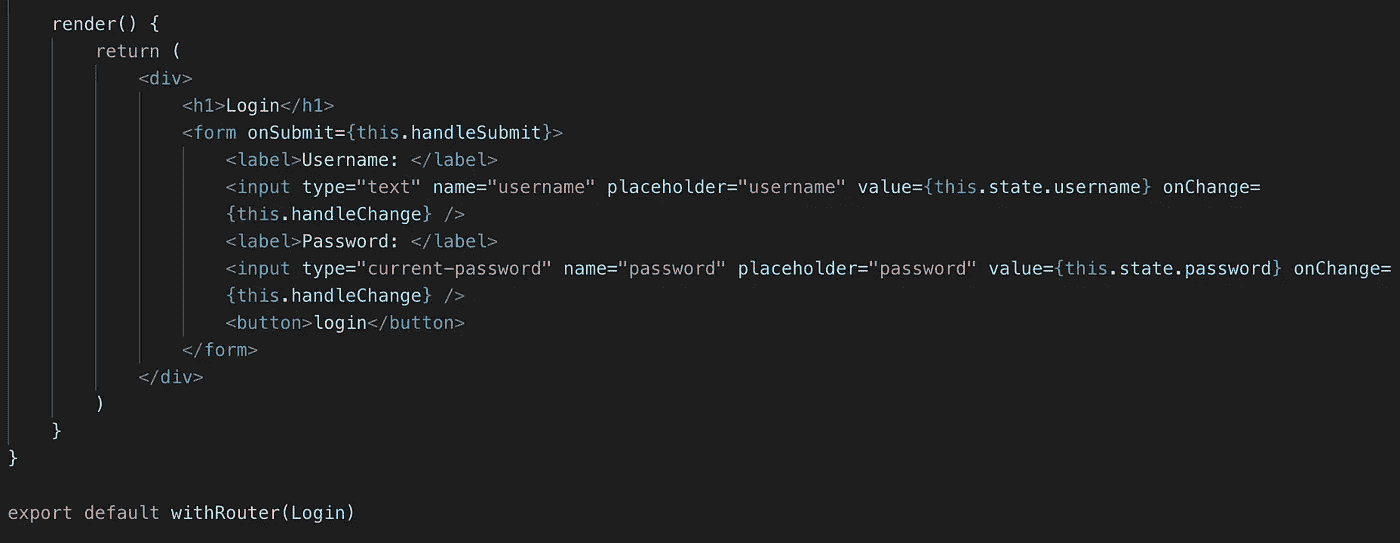 render() {
return (
<div>
<h1>Login</h1>
<form onSubmit={this.handleSubmit}>
<label>Username: </label>
<input type="text" name="username" placeholder="username" value={this.state.username} onChange=
{this.handleChange} />
<label>Password: </label>
<input type="current-password" name="password" placeholder="password" value={this.state.password} onChange=
{this.handleChange} />
<button>login</button>
</form>
</div>
)
}
}
export default withRouter(Login)